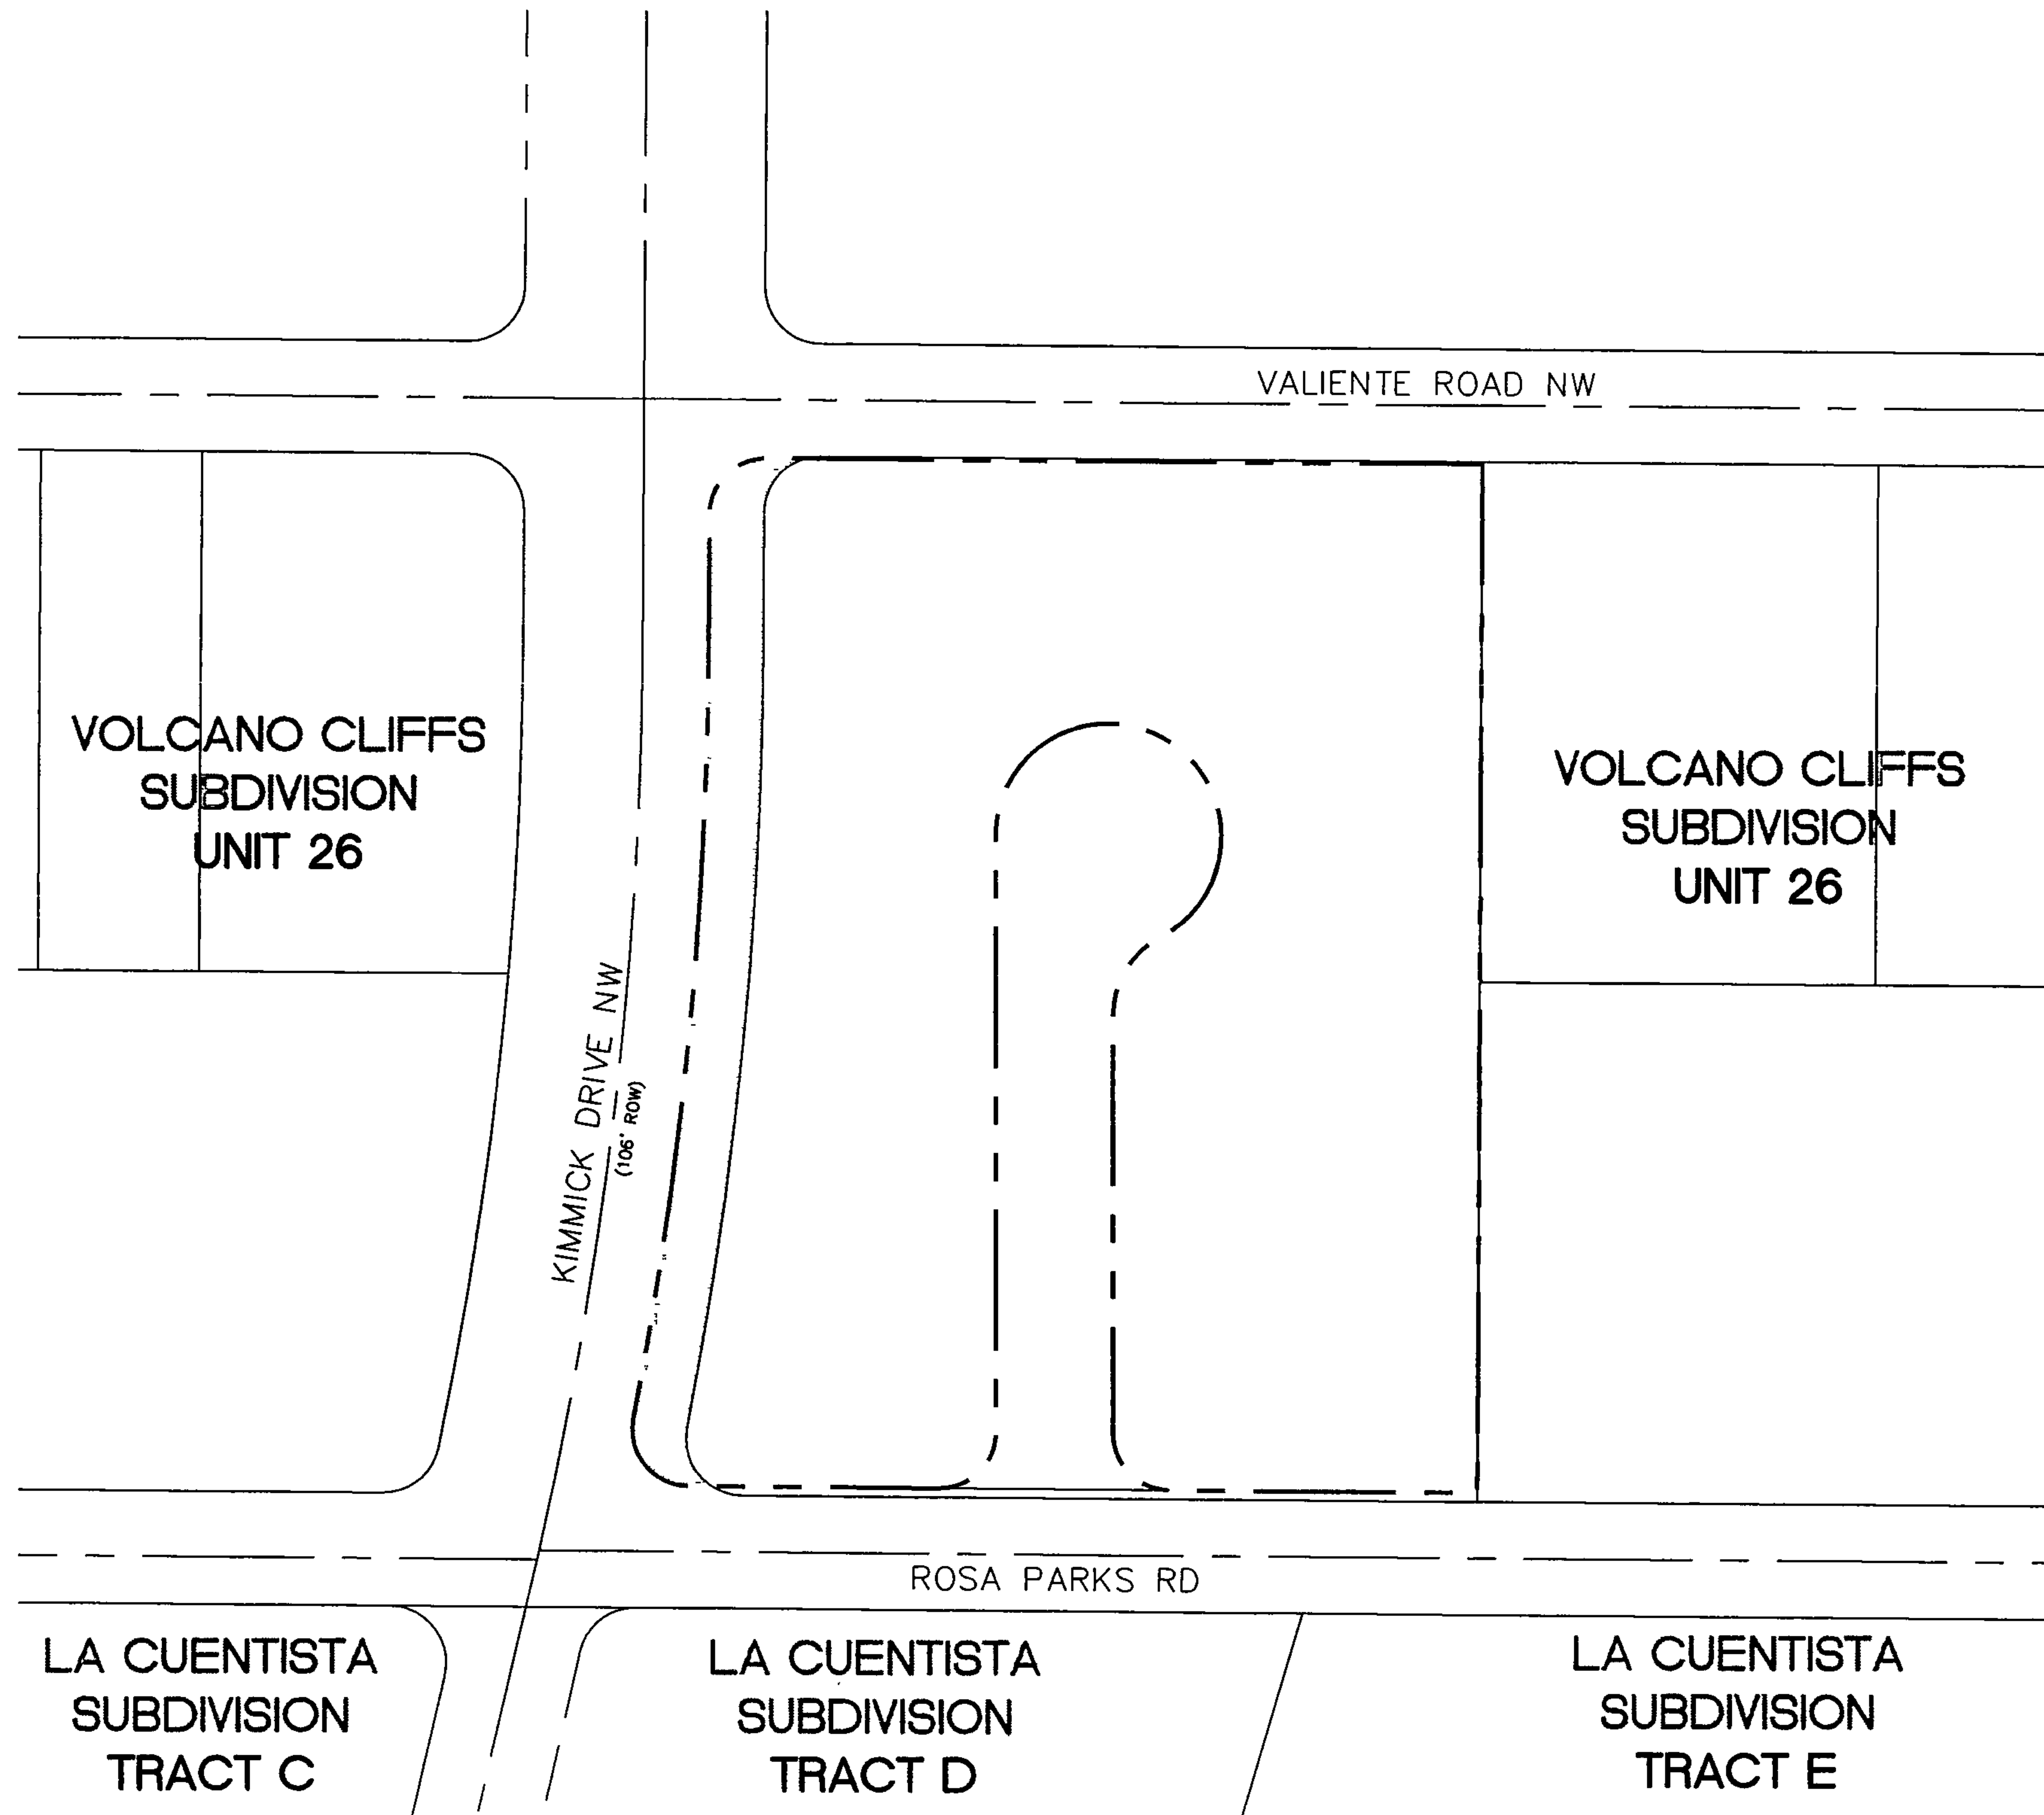 VALIENTE ROAD NW
VOLCANO CLIFFS
SUBDIVISION
UNIT 26
VOLCANO CLIFFS
SUBDIVISION
UNIT 26
KIMMICK DRIVE NW
(106' ROW)
ROSA PARKS RD
LA CUENTISTA
SUBDIVISION
TRACT C
LA CUENTISTA
SUBDIVISION
TRACT D
LA CUENTISTA
SUBDIVISION
TRACT E